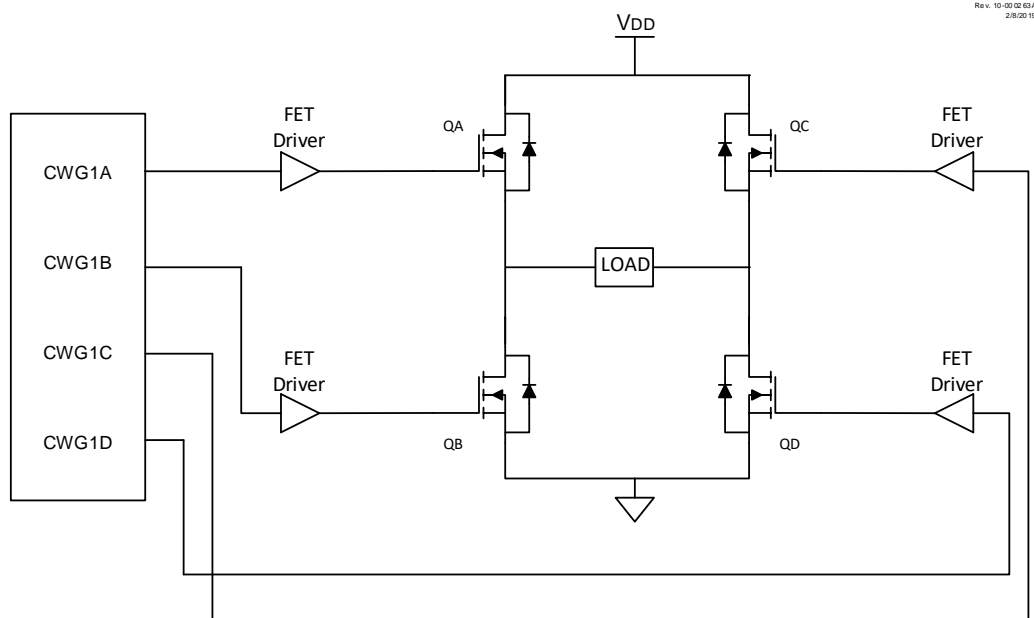 Rev. 10-000263A
2/8/2019
VDD
FET
Driver
QA
QC
FET
Driver
CWG1A
CWG1B
LOAD
CWG1C
FET
Driver
FET
Driver
CWG1D
QB
QD